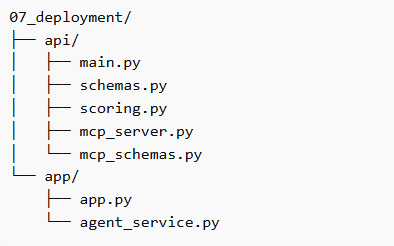 07_deployment/
├── api/
│   ├── main.py
│   ├── schemas.py
│   ├── scoring.py
│   ├── mcp_server.py
│   └── mcp_schemas.py
└── app/
    ├── app.py
    └── agent_service.py